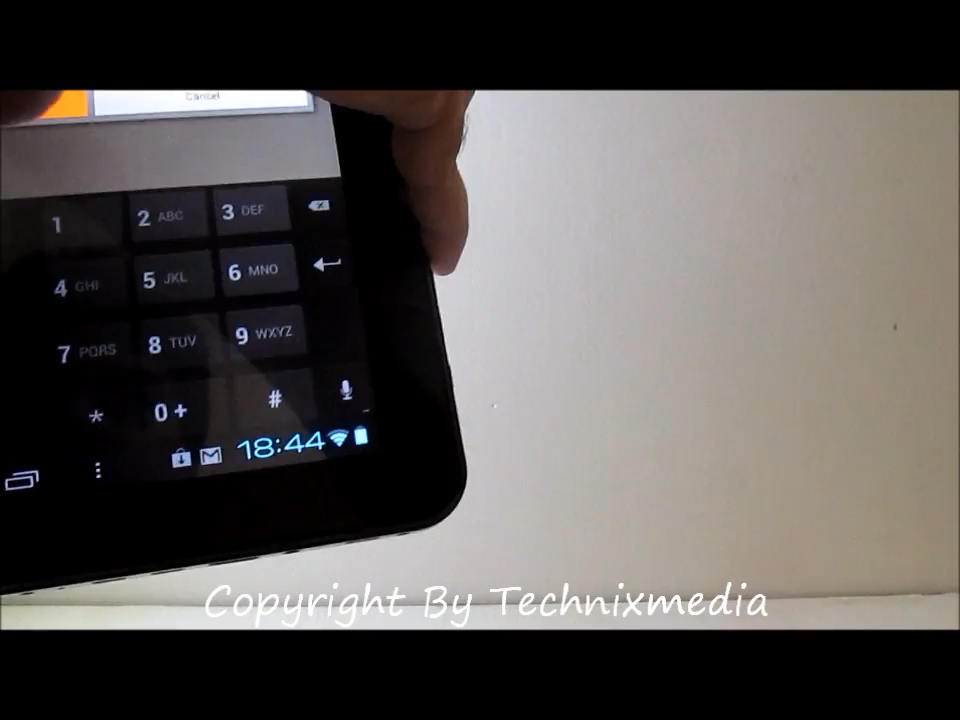 Cancel
1 2 ABC 3 DEF
4 GHI 5 JKL 6 MNO
7 PQRS 8 TUV 9 WXYZ
* 0 + #
18:44
Copyright By Technixmedia